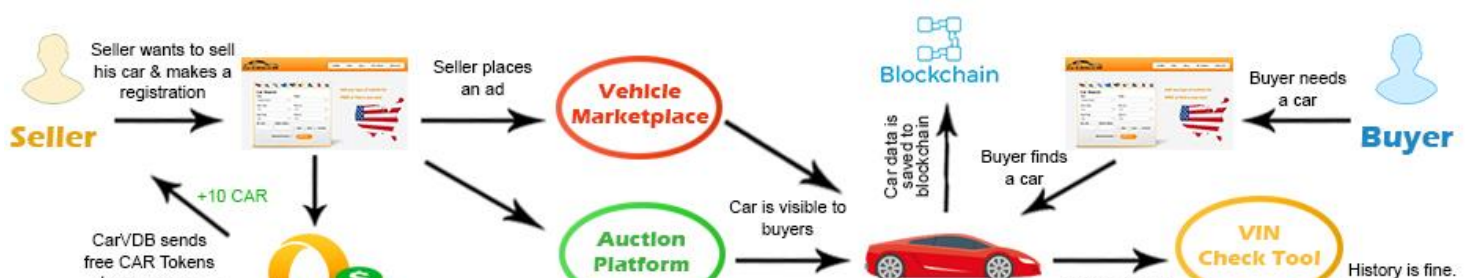 Seller wants to sell
his car & makes a
registration
Seller
Seller places
an ad
Vehicle
Marketplace
Blockchain
Car data is
saved to
blockchain
Buyer needs
a car
Buyer
Buyer finds
a car
+10 CAR
CarVDB sends
free CAR Tokens
Auction
Platform
Car is visible to
buyers
VIN
Check Tool
History is fine.